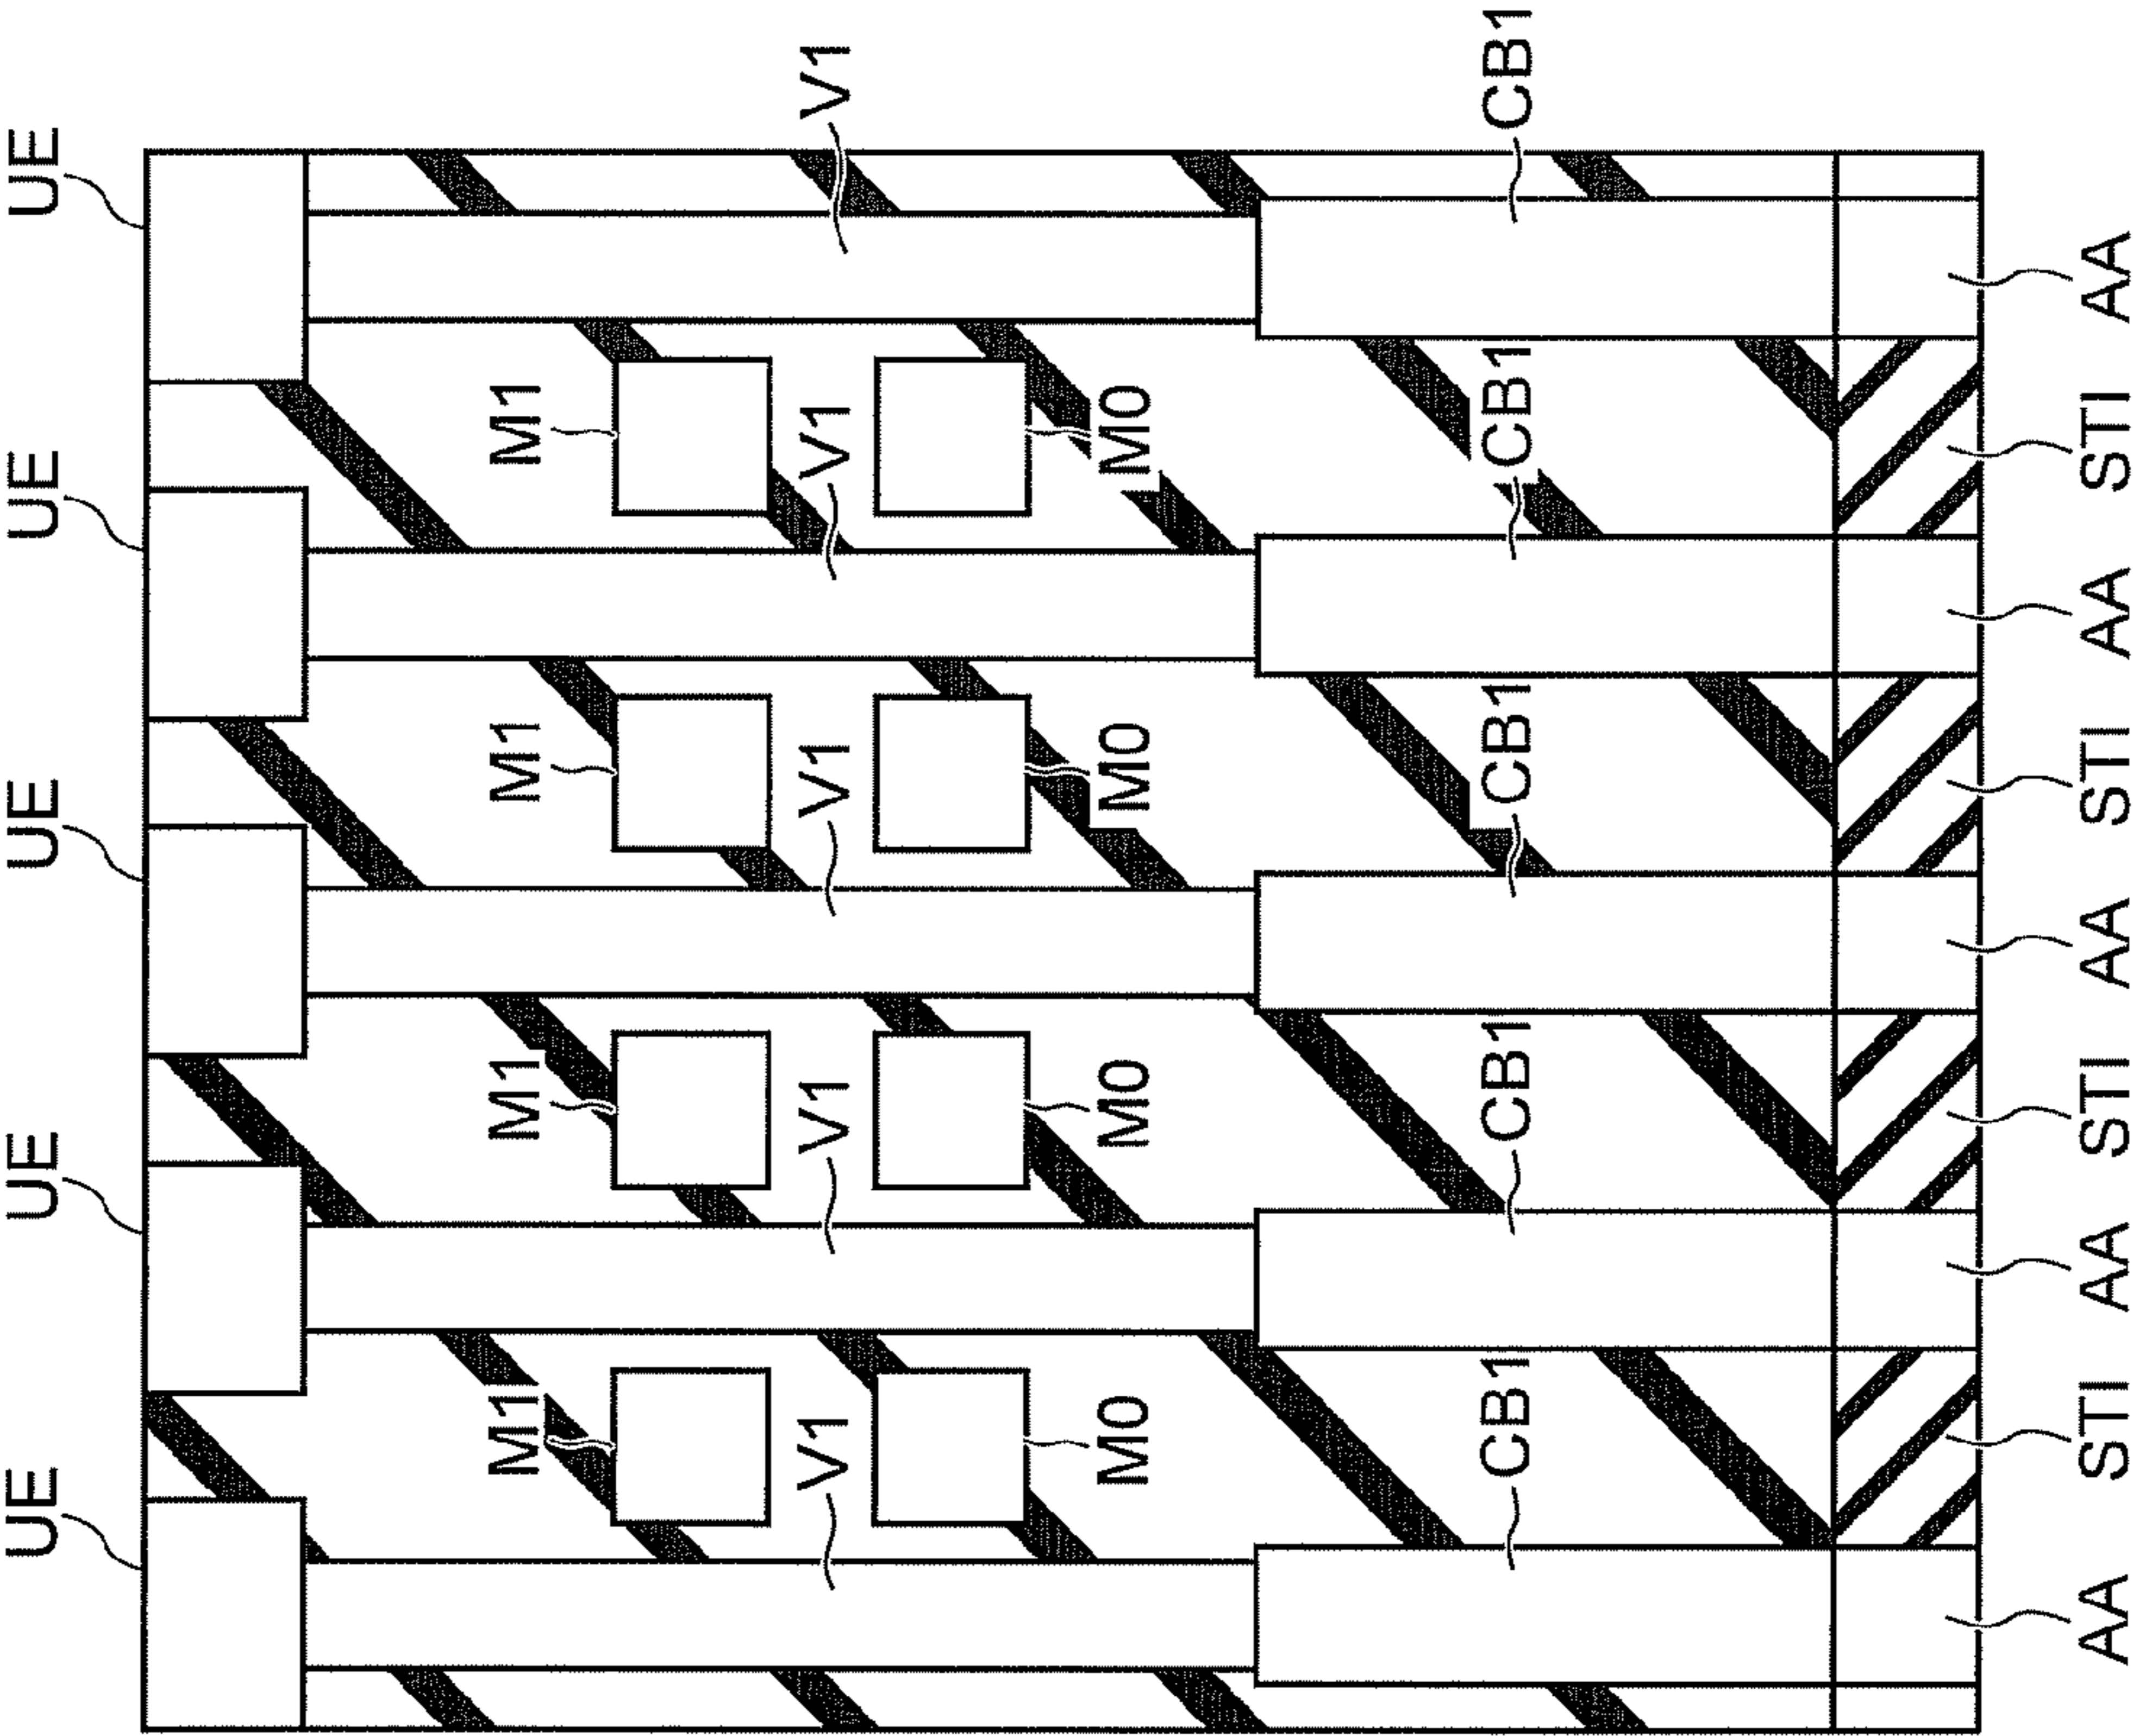 UE UE UE UE UE
M1 M1 M1 M1
V1 V1 V1 V1 V1
M0 M0 M0 M0
CB1 CB1 CB1 CB1 CB1
AA STI AA STI AA STI AA STI AA